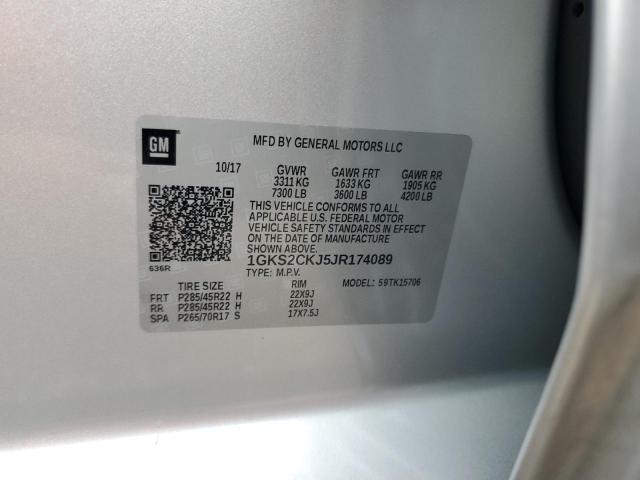 GM
MFD BY GENERAL MOTORS LLC
10/17 GVWR GAWR FRT GAWR RR
3311 KG 1633 KG 1905 KG
7300 LB 3600 LB 4200 LB
THIS VEHICLE CONFORMS TO ALL
APPLICABLE U.S. FEDERAL MOTOR
VEHICLE SAFETY STANDARDS IN EFFECT
ON THE DATE OF MANUFACTURE
SHOWN ABOVE.
1GKS2CKJ5JR174089
636R
TYPE: M.P.V. MODEL: 59TK15706
TIRE SIZE RIM
FRT P285/45R22 H 22X9J
RR P285/45R22 H 22X9J
SPA P265/70R17 S 17X7.5J